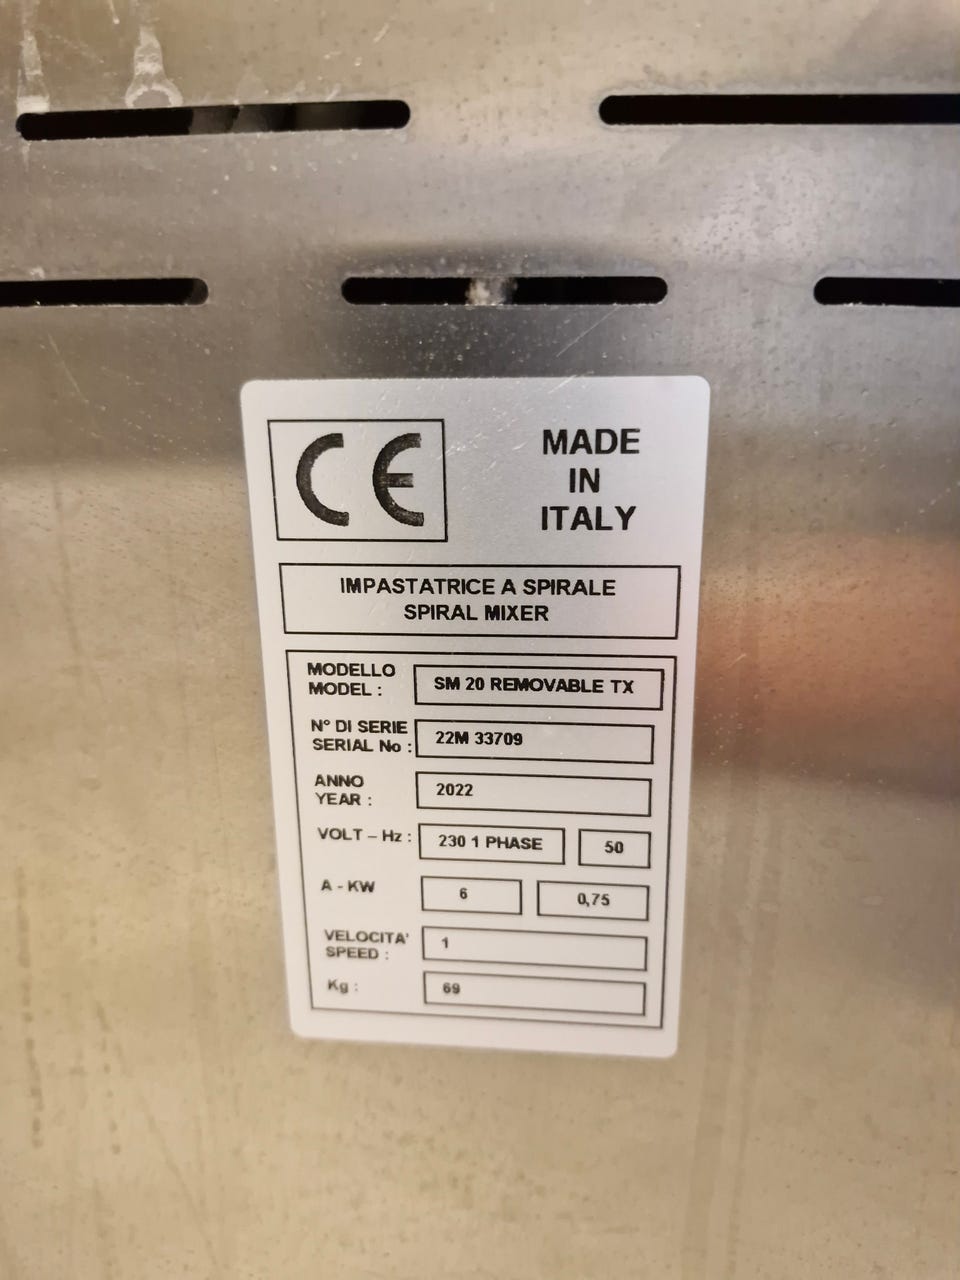 CE
MADE
IN
ITALY
IMPASTATRICE A SPIRALE
SPIRAL MIXER
MODELLO
MODEL : SM 20 REMOVABLE TX
N° DI SERIE
SERIAL No : 22M 33709
ANNO
YEAR : 2022
VOLT – Hz : 230 1 PHASE 50
A - KW 6 0,75
VELOCITA'
SPEED : 1
Kg : 69